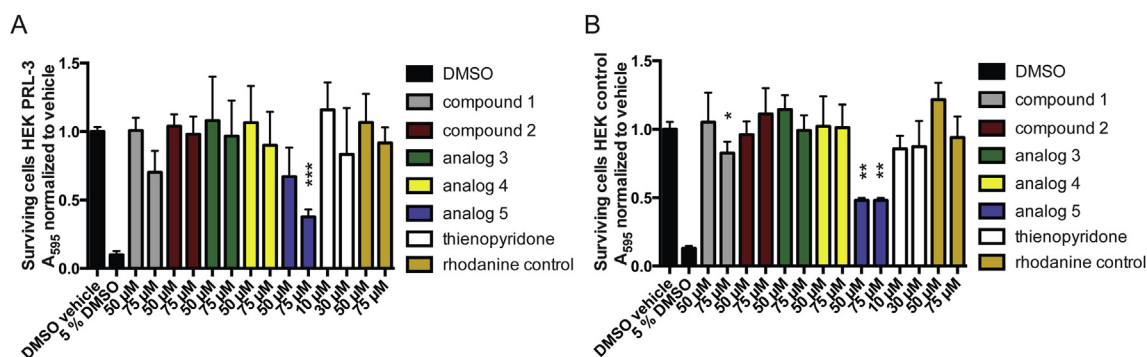 A
Surviving cells HEK PRL-3
A595 normalized to vehicle
1.5
1.0
0.5
0.0
***
DMSO vehicle
5 % DMSO
50 µM
75 µM
50 µM
75 µM
50 µM
75 µM
50 µM
75 µM
50 µM
75 µM
10 µM
30 µM
50 µM
75 µM
DMSO
compound 1
compound 2
analog 3
analog 4
analog 5
thienopyridone
rhodanine control
B
Surviving cells HEK control
A595 normalized to vehicle
1.5
1.0
0.5
0.0
*
**
**
DMSO vehicle
5 % DMSO
50 µM
75 µM
50 µM
75 µM
50 µM
75 µM
50 µM
75 µM
50 µM
75 µM
10 µM
30 µM
50 µM
75 µM
DMSO
compound 1
compound 2
analog 3
analog 4
analog 5
thienopyridone
rhodanine control